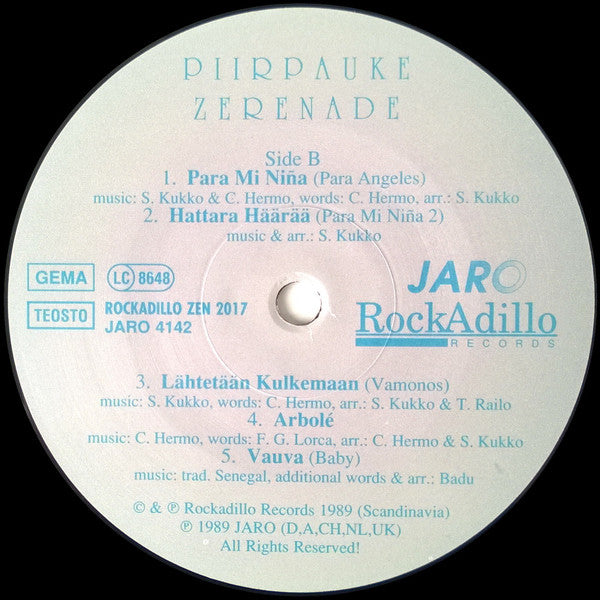 PIIRPAUKE
ZERENADE
Side B
1. Para Mi Niña (Para Angeles)
music: S. Kukko & C. Hermo, words: C. Hermo, arr.: S. Kukko
2. Hattara Häärää (Para Mi Niña 2)
music & arr.: S. Kukko
GEMA LC 8648
TEOSTO ROCKADILLO ZEN 2017
JARO 4142
JARO
RockAdillo
RECORDS
3. Lähtetään Kulkemaan (Vamonos)
music: S. Kukko, words: C. Hermo, arr.: S. Kukko & T. Railo
4. Arbolé
music: C. Hermo, words: F. G. Lorca, arr.: C. Hermo & S. Kukko
5. Vauva (Baby)
music: trad. Senegal, additional words & arr.: Badu
© & ℗ Rockadillo Records 1989 (Scandinavia)
℗ 1989 JARO (D,A,CH,NL,UK)
All Rights Reserved!